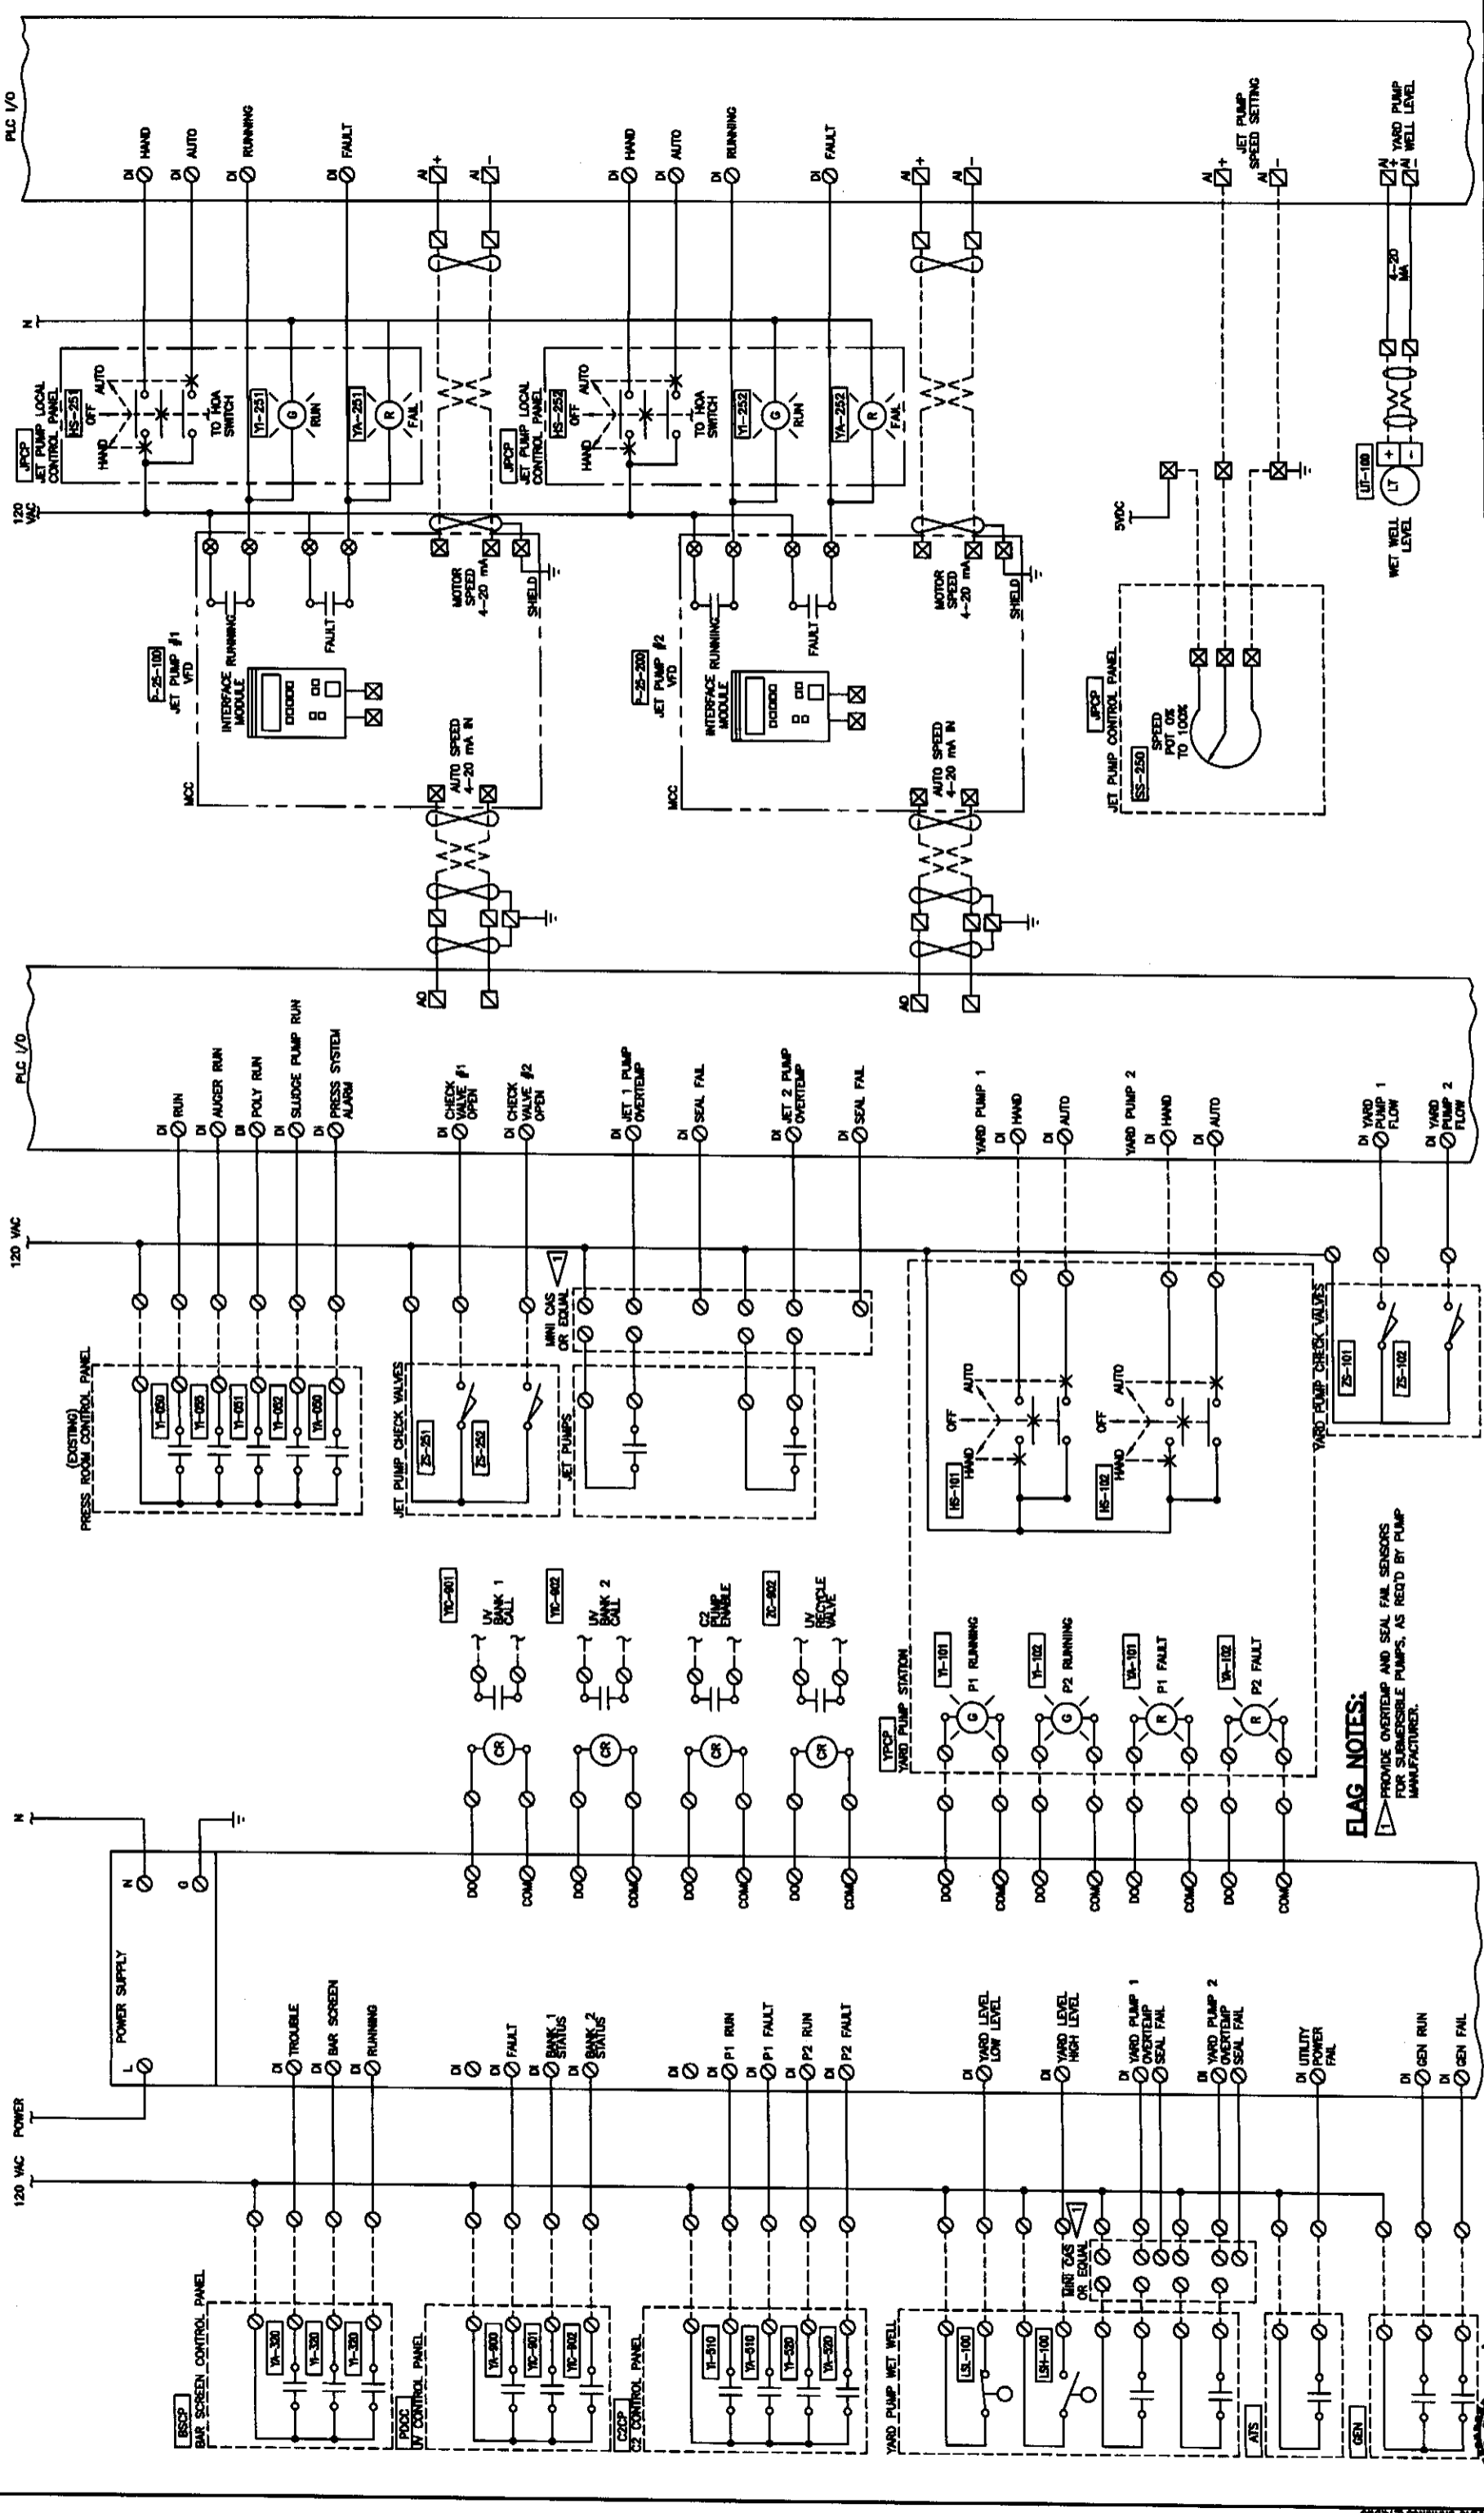 PLC I/O
DI
HAND
DI
AUTO
DI
RUNNING
DI
FAULT
AI
+
AI
-
DI
HAND
DI
AUTO
DI
RUNNING
DI
FAULT
AI
+
AI
-
AI
+
JET PUMP
SPEED SETTING
AI
-
AI
+
YARD PUMP
WELL LEVEL
AI
-
N
120
VAC
JPCP
JET PUMP LOCAL
CONTROL PANEL
HS-251
HAND
OFF
AUTO
TO HOA
SWITCH
YI-251
G
RUN
YA-251
R
FAIL
JPCP
JET PUMP LOCAL
CONTROL PANEL
HS-252
HAND
OFF
AUTO
TO HOA
SWITCH
YI-252
G
RUN
YA-252
R
FAIL
5VDC
4-20
MA
LIT-100
LT
+
-
WET WELL
LEVEL
P-25-100
JET PUMP #1
VFD
MCC
INTERFACE
MODULE
RUNNING
FAULT
MOTOR
SPEED
4-20 mA
SHIELD
AUTO SPEED
4-20 mA IN
P-25-200
JET PUMP #2
VFD
MCC
INTERFACE
MODULE
RUNNING
FAULT
MOTOR
SPEED
4-20 mA
SHIELD
AUTO SPEED
4-20 mA IN
JPCP
JET PUMP CONTROL PANEL
SS-250
SPEED
POT 0%
TO 100%
PLC I/O
DI
RUN
DI
AUGER RUN
DI
POLY RUN
DI
SLUDGE PUMP RUN
DI
PRESS SYSTEM
ALARM
AO
DI
CHECK
VALVE #1
OPEN
DI
CHECK
VALVE #2
OPEN
DI
JET 1 PUMP
OVERTEMP
DI
SEAL FAIL
DI
JET 2 PUMP
OVERTEMP
DI
SEAL FAIL
AO
YARD PUMP 1
DI
HAND
DI
AUTO
YARD PUMP 2
DI
HAND
DI
AUTO
DI
YARD
PUMP 1
FLOW
DI
YARD
PUMP 2
FLOW
120 VAC
(EXISTING)
PRESS ROOM CONTROL PANEL
YI-050
YI-055
YI-051
YI-052
YA-050
JET PUMP CHECK VALVES
ZS-251
ZS-252
MINI CAS
OR EQUAL
1
JET PUMPS
HS-101
HAND
OFF
AUTO
HS-102
HAND
OFF
AUTO
YARD PUMP CHECK VALVES
ZS-101
ZS-102
YIC-901
UV
BANK 1
CALL
CR
YIC-902
UV
BANK 2
CALL
CR
C2
PUMP
ENABLE
CR
ZC-902
UV
RECYCLE
VALVE
CR
YPCP
YARD PUMP STATION
YI-101
P1 RUNNING
G
YI-102
P2 RUNNING
G
YA-101
P1 FAULT
R
YA-102
P2 FAULT
R
FLAG NOTES:
1
PROVIDE OVERTEMP AND SEAL FAIL SENSORS
FOR SUBMERSIBLE PUMPS, AS REQ'D BY PUMP
MANUFACTURER.
N
POWER
120 VAC
POWER SUPPLY
L
N
G
DO
COM
DO
COM
DO
COM
DO
COM
DO
COM
DO
COM
DO
COM
DO
COM
DI
TROUBLE
DI
BAR SCREEN
DI
RUNNING
DI
DI
FAULT
DI
BANK 1
STATUS
DI
BANK 2
STATUS
DI
DI
P1 RUN
DI
P1 FAULT
DI
P2 RUN
DI
P2 FAULT
DI
YARD LEVEL
LOW LEVEL
DI
YARD LEVEL
HIGH LEVEL
DI
YARD PUMP 1
OVERTEMP
SEAL FAIL
DI
YARD PUMP 2
OVERTEMP
SEAL FAIL
DI
UTILITY
POWER
FAIL
DI
GEN RUN
DI
GEN FAIL
BSCP
BAR SCREEN CONTROL PANEL
YA-320
YI-320
YI-320
PDCC
UV CONTROL PANEL
YA-900
YIC-901
YIC-902
C2CP
C2 CONTROL PANEL
YI-510
YA-510
YI-520
YA-520
YARD PUMP WET WELL
LSL-100
LSH-100
MINI CAS
OR EQUAL
1
ATS
GEN